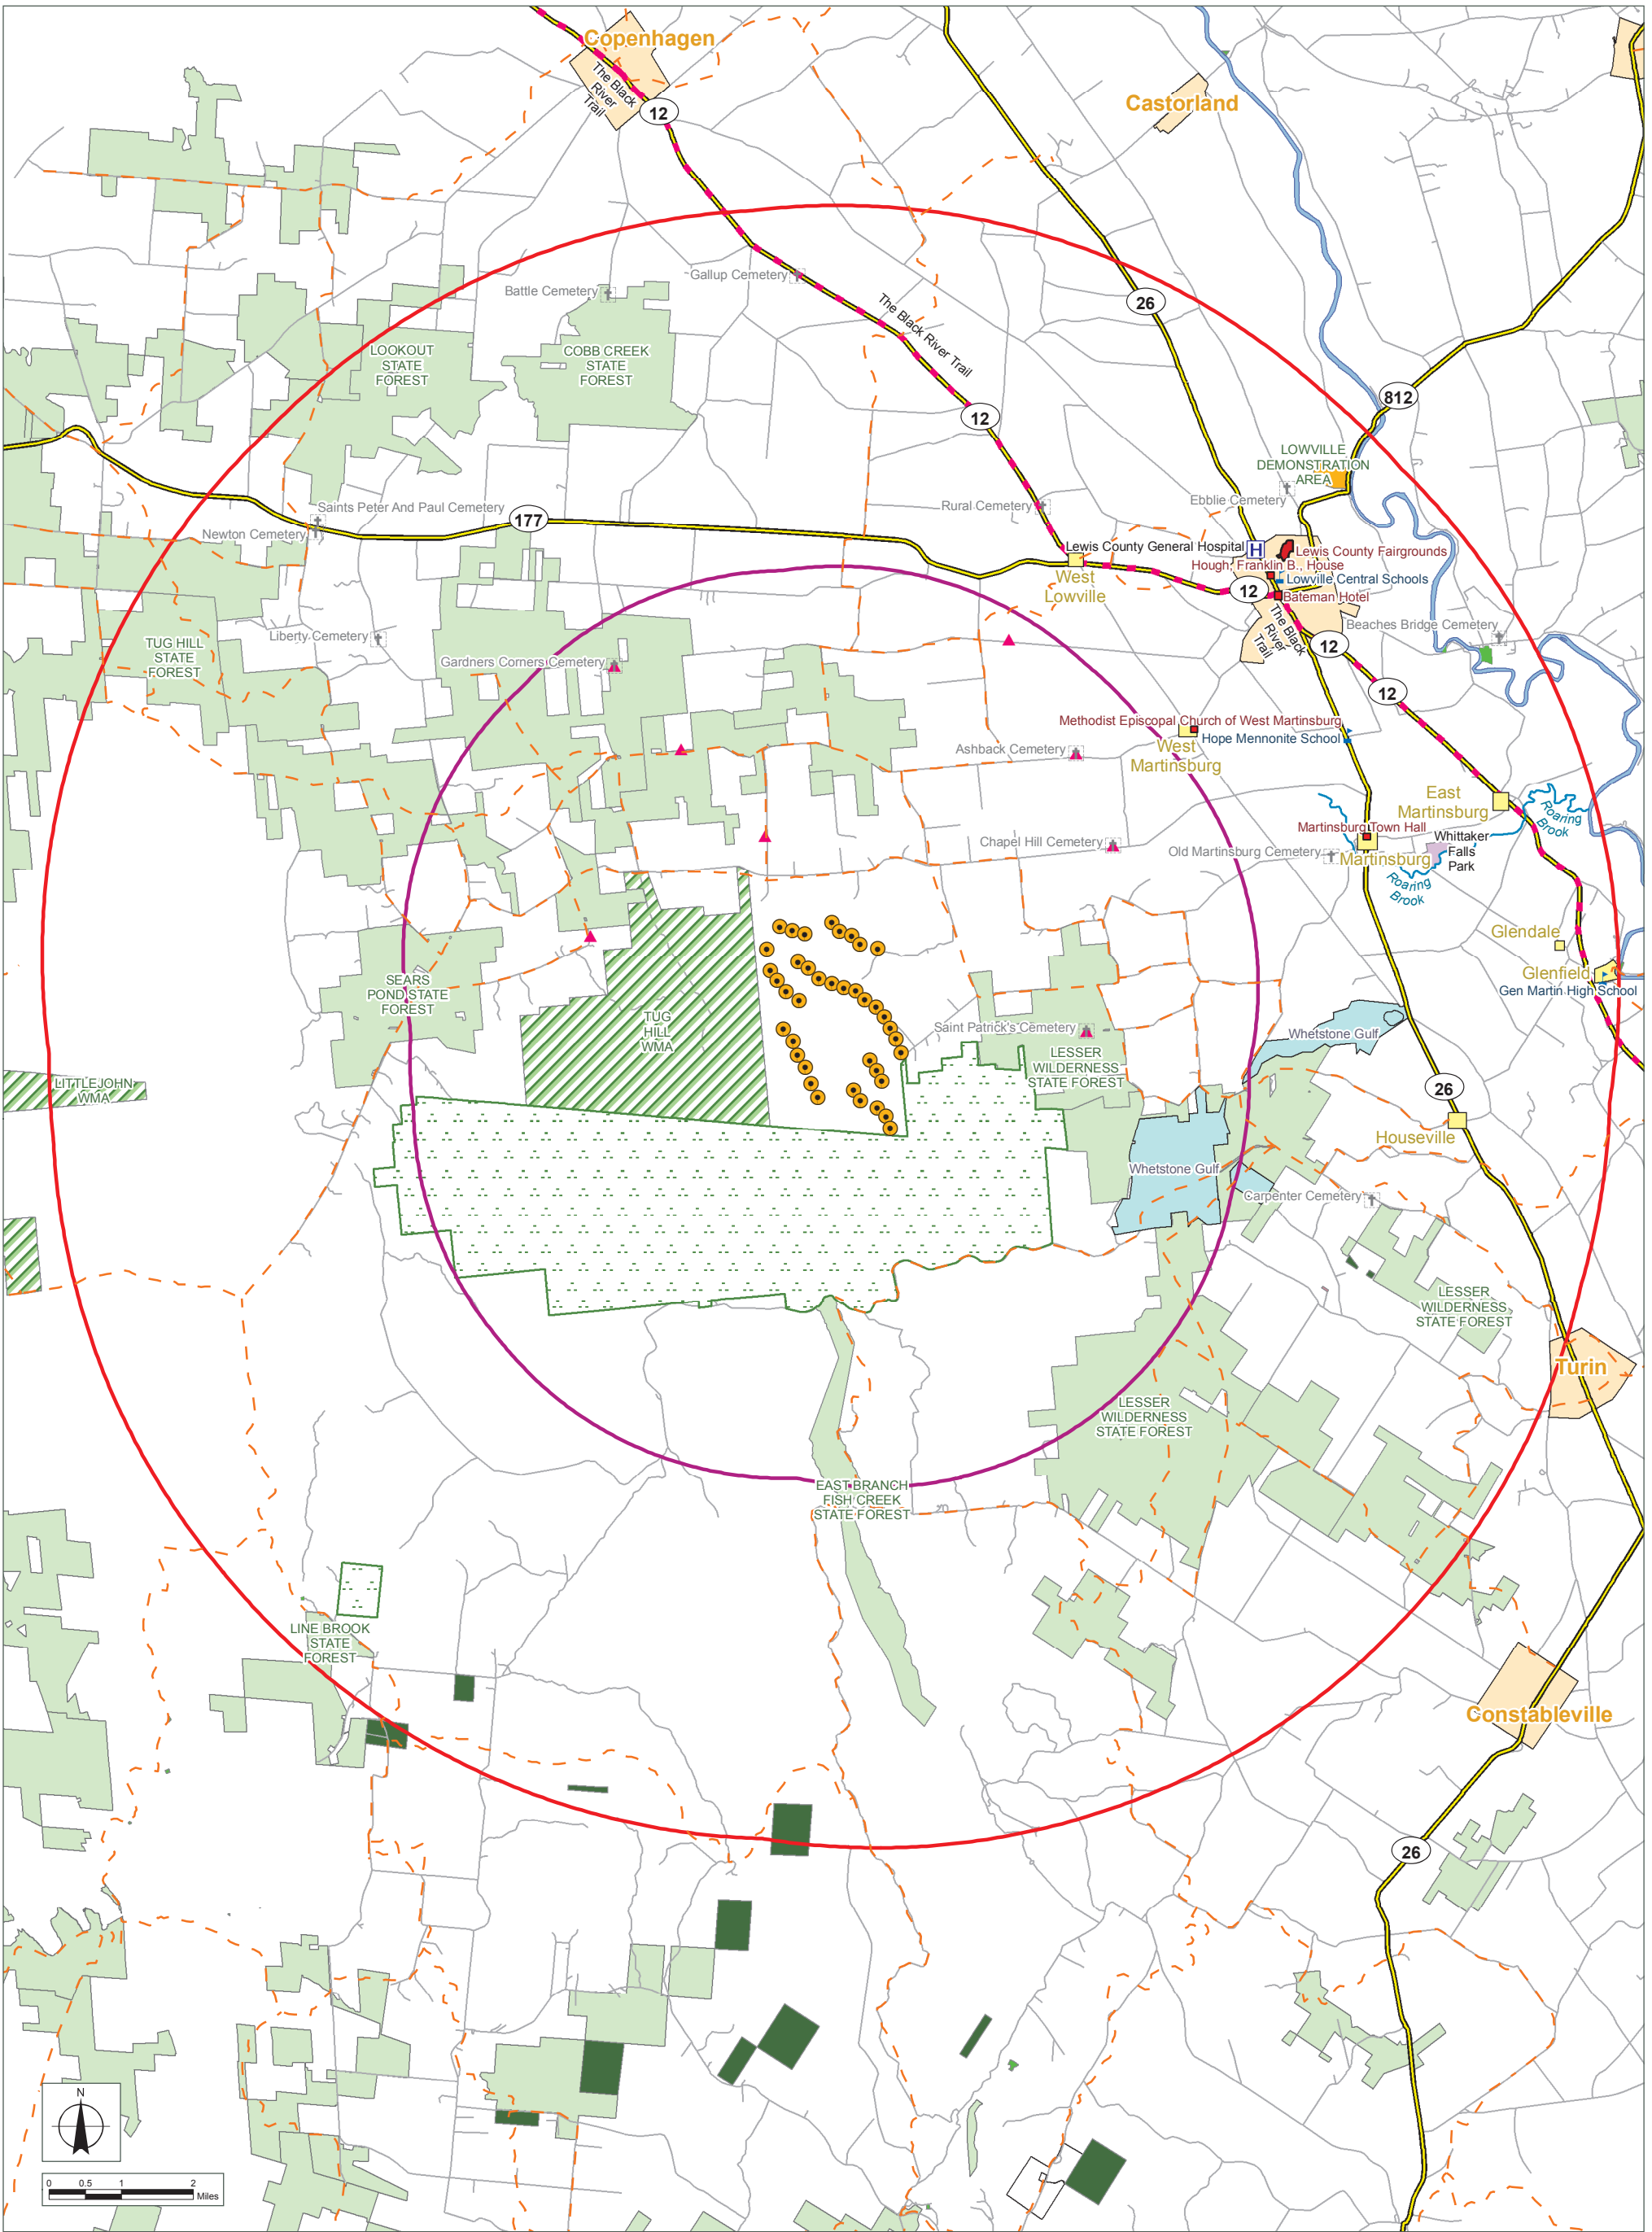 Copenhagen
The Black
River
Trail
12
Castorland
Gallup Cemetery
Battle Cemetery
26
The Black River Trail
LOOKOUT
STATE
FOREST
COBB CREEK
STATE
FOREST
812
12
LOWVILLE
DEMONSTRATION
AREA
Ebblie Cemetery
Rural Cemetery
Saints Peter And Paul Cemetery
177
Newton Cemetery
Lewis County General Hospital
H
Lewis County Fairgrounds
Hough, Franklin B., House
Lowville Central Schools
West
Lowville
12
Bateman Hotel
The Black
River
Trail
Beaches Bridge Cemetery
12
Liberty Cemetery
TUG HILL
STATE
FOREST
Gardners Corners Cemetery
12
Methodist Episcopal Church of West Martinsburg
Hope Mennonite School
Ashback Cemetery
West
Martinsburg
East
Martinsburg
Roaring
Brook
Martinsburg Town Hall
Whittaker
Falls
Park
Chapel Hill Cemetery
Old Martinsburg Cemetery
Martinsburg
Roaring
Brook
Glendale
Glenfield
Gen Martin High School
SEARS
POND STATE
FOREST
TUG
HILL
WMA
Saint Patrick's Cemetery
Whetstone Gulf
LESSER
WILDERNESS
STATE FOREST
LITTLEJOHN
WMA
26
Houseville
Whetstone Gulf
Carpenter Cemetery
LESSER
WILDERNESS
STATE FOREST
Turin
LESSER
WILDERNESS
STATE FOREST
EAST BRANCH
FISH CREEK
STATE FOREST
LINE BROOK
STATE
FOREST
Constableville
26
N
0 0.5 1 2
Miles